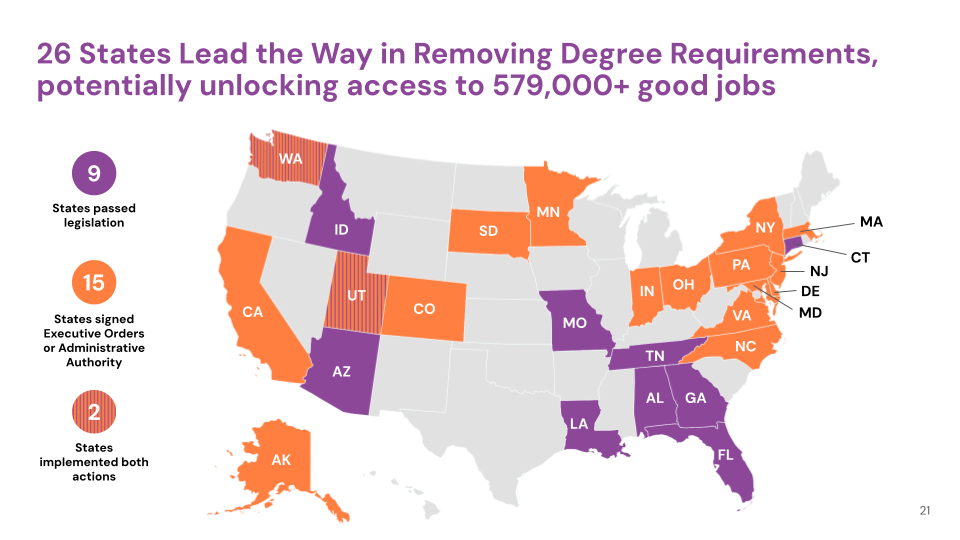 26 States Lead the Way in Removing Degree Requirements,
potentially unlocking access to 579,000+ good jobs
9
States passed
legislation
15
States signed
Executive Orders
or Administrative
Authority
2
States
implemented both
actions
WA
ID
MN
SD
CA
UT
CO
AZ
MO
IN
OH
PA
NY
MA
CT
NJ
DE
MD
VA
NC
TN
AL
GA
LA
FL
AK
21